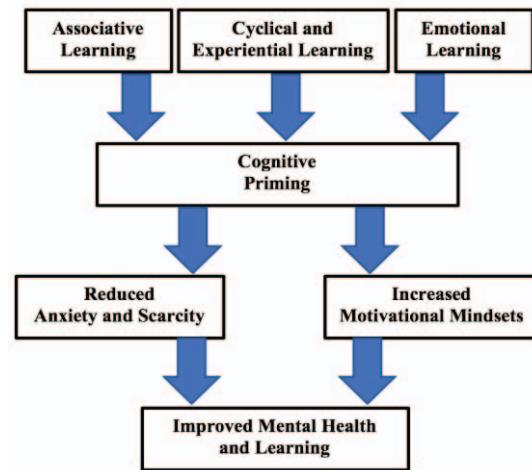 Associative
Learning
Cyclical and
Experiential Learning
Emotional
Learning
Cognitive
Priming
Reduced
Anxiety and Scarcity
Increased
Motivational Mindsets
Improved Mental Health
and Learning